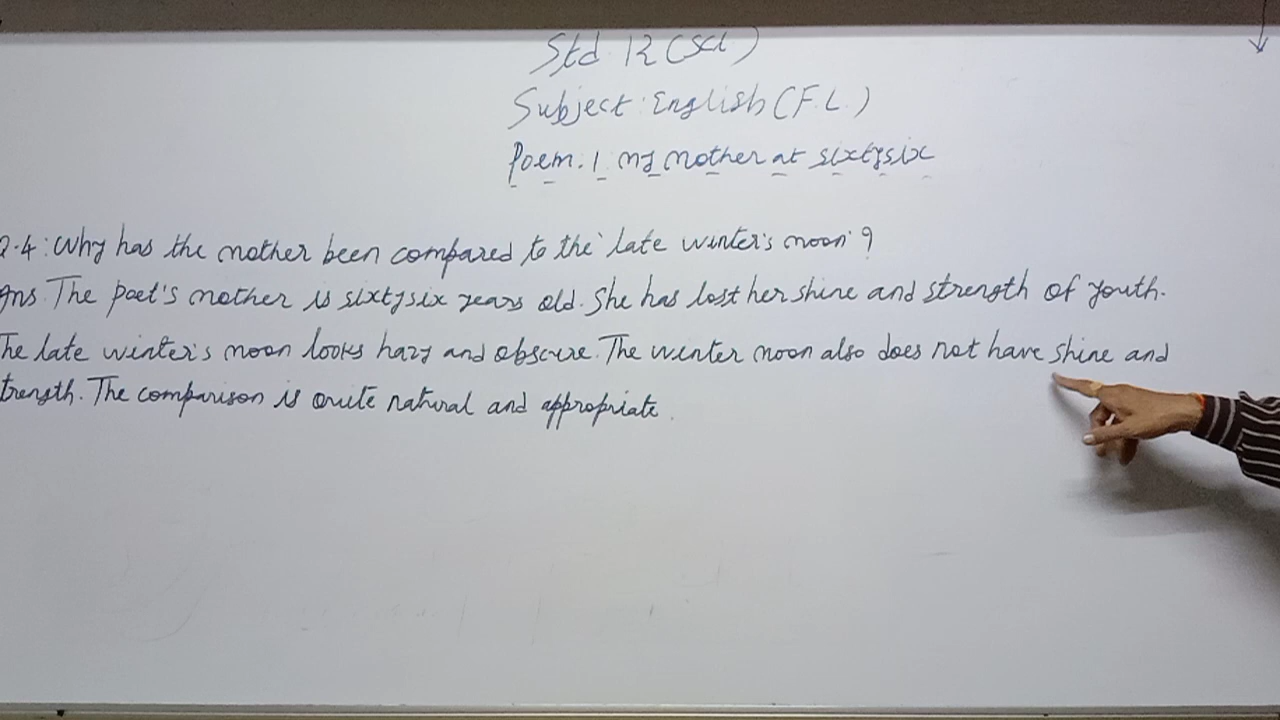 Std 12 (Sci)
Subject: English (F.L.)
Poem. 1 My Mother at sixtysix
Q.4: Why has the mother been compared to the 'late winter's moon'?
Ans. The poet's mother is sixtysix years old. She has lost her shine and strength of youth.
The late winter's moon looks hazy and obscure. The winter moon also does not have shine and
trength. The comparison is quite natural and appropriate.